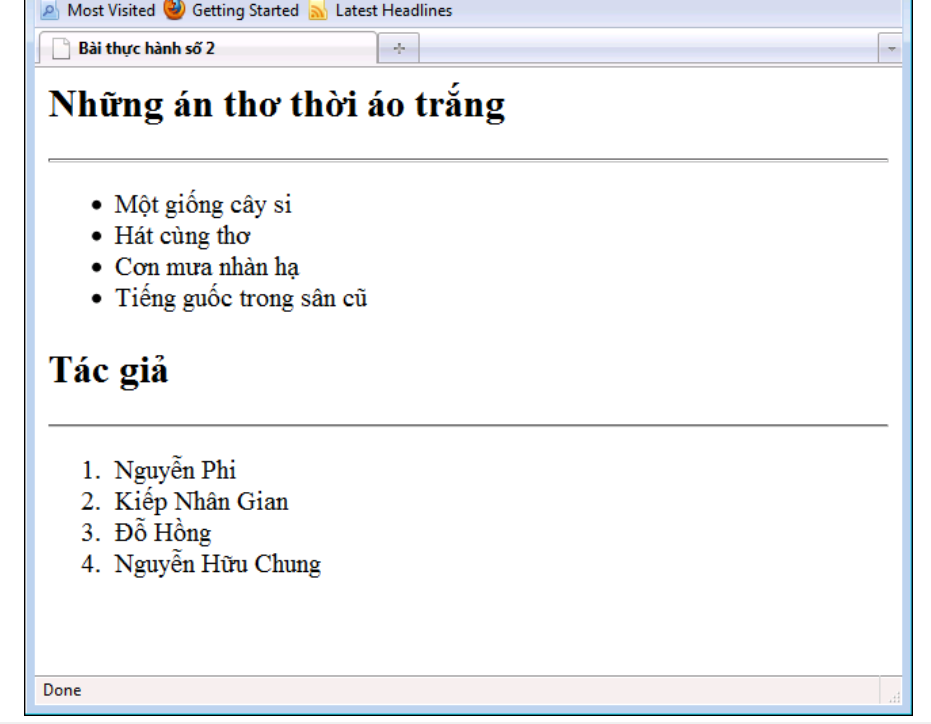 Most Visited Getting Started Latest Headlines
Bài thực hành số 2
Những án thơ thời áo trắng
• Một giống cây si
• Hát cùng thơ
• Cơn mưa nhàn hạ
• Tiếng guốc trong sân cũ
Tác giả
1. Nguyễn Phi
2. Kiếp Nhân Gian
3. Đỗ Hồng
4. Nguyễn Hữu Chung
Done